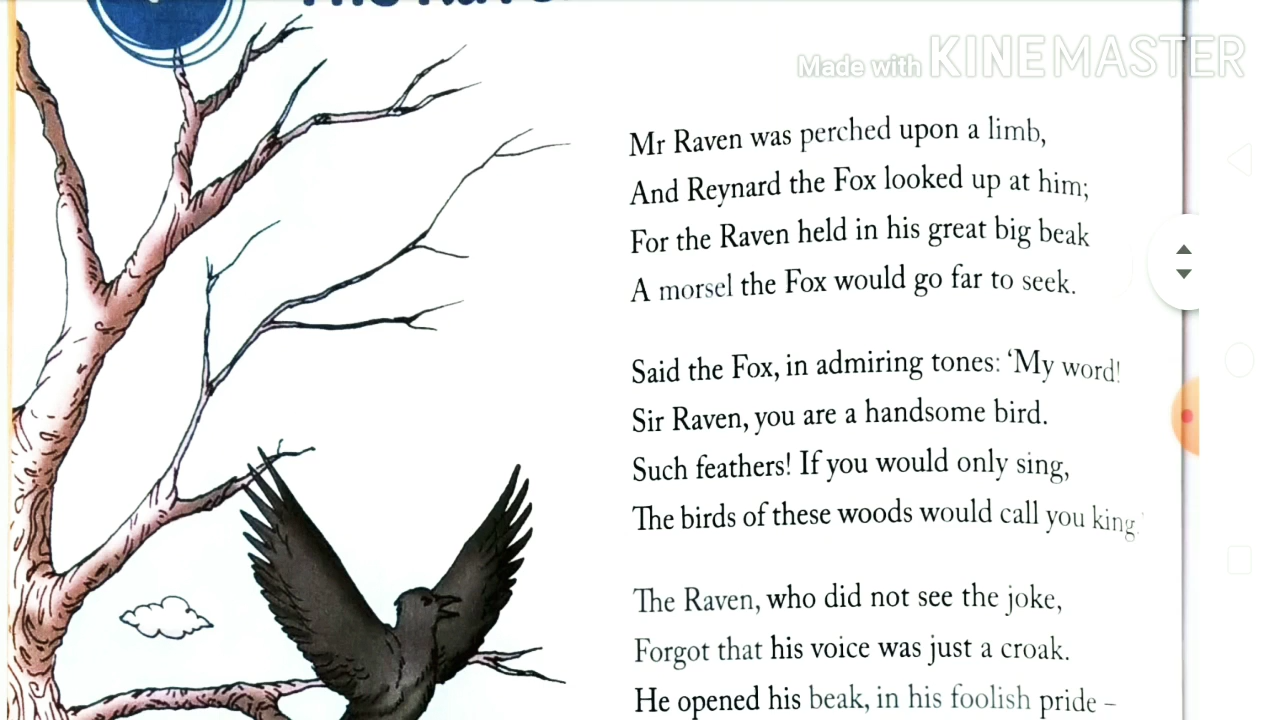 Made with KINEMASTER
Mr Raven was perched upon a limb,
And Reynard the Fox looked up at him;
For the Raven held in his great big beak
A morsel the Fox would go far to seek.
Said the Fox, in admiring tones: ‘My word!
Sir Raven, you are a handsome bird.
Such feathers! If you would only sing,
The birds of these woods would call you king.’
The Raven, who did not see the joke,
Forgot that his voice was just a croak.
He opened his beak, in his foolish pride –